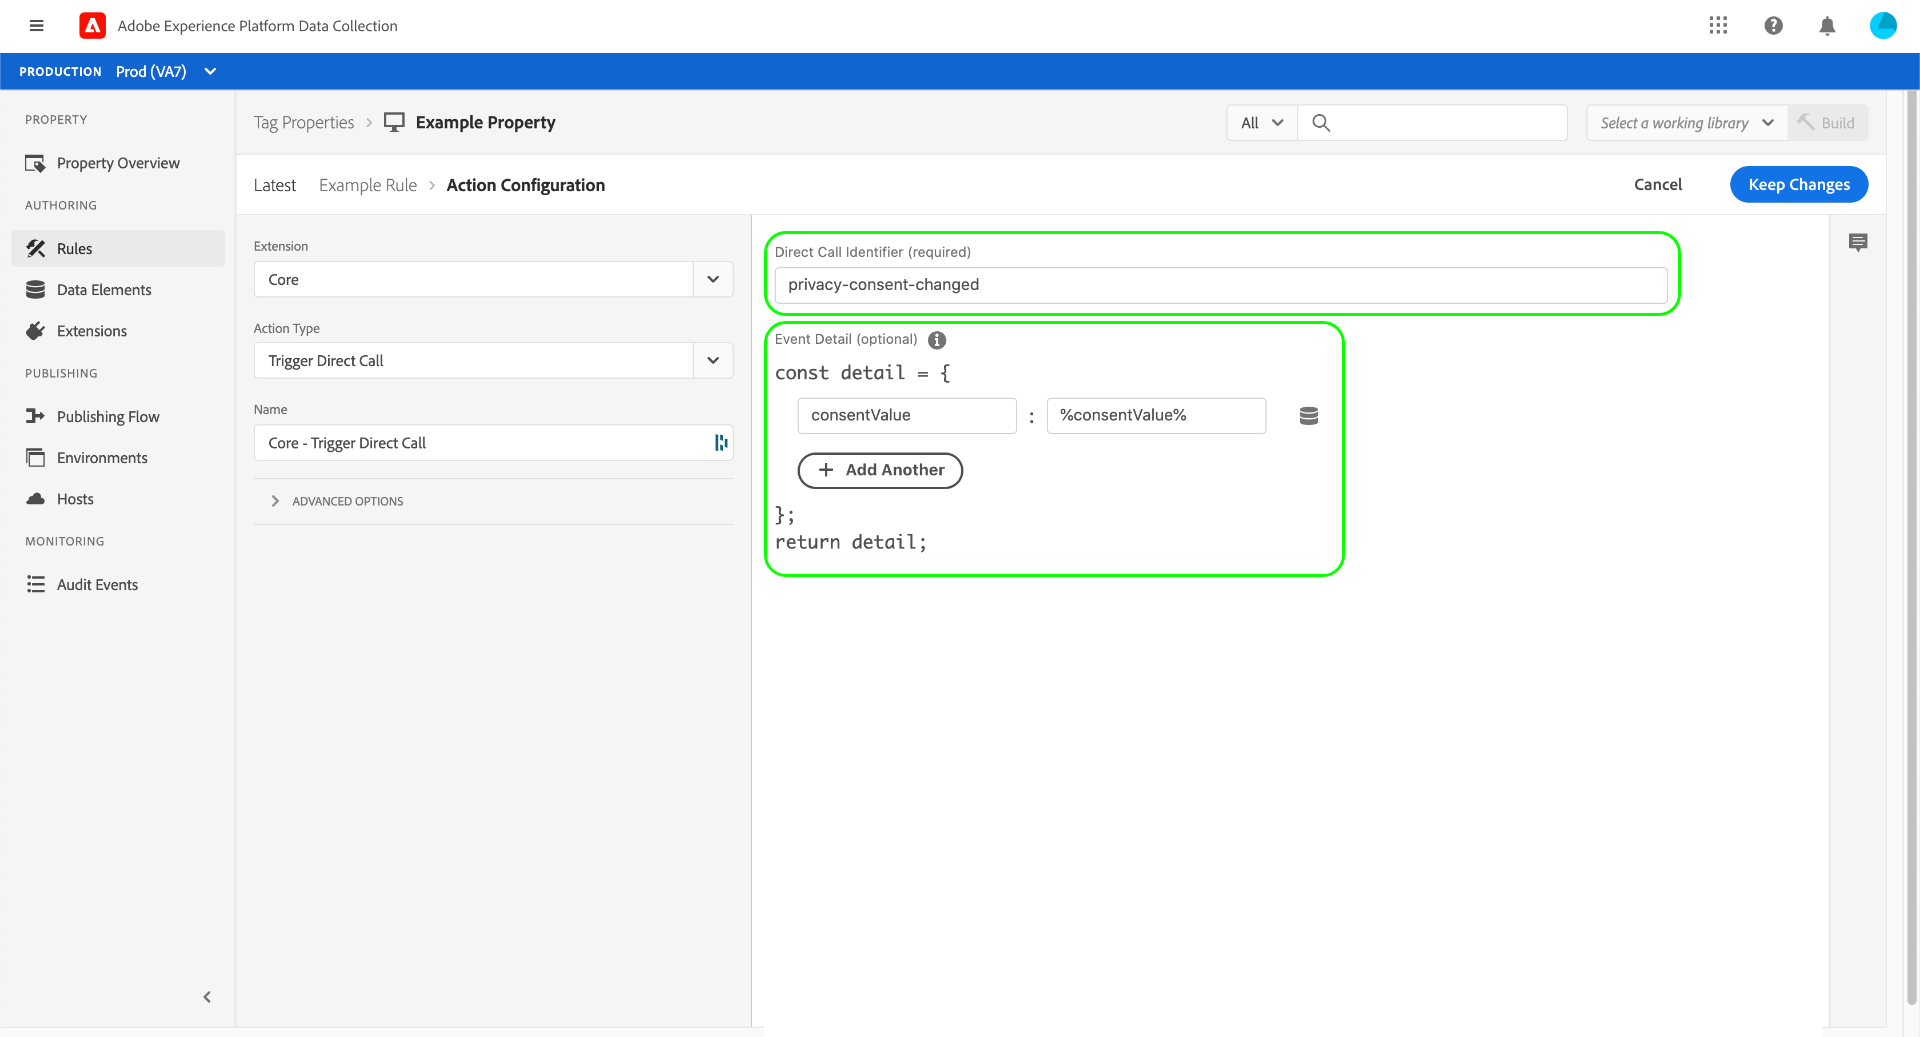 Adobe Experience Platform Data Collection
PRODUCTION Prod (VA7)
PROPERTY
Property Overview
AUTHORING
Rules
Data Elements
Extensions
PUBLISHING
Publishing Flow
Environments
Hosts
MONITORING
Audit Events
Tag Properties > Example Property
All
Select a working library
Build
Latest Example Rule > Action Configuration
Cancel
Keep Changes
Extension
Core
Action Type
Trigger Direct Call
Name
Core - Trigger Direct Call
ADVANCED OPTIONS
Direct Call Identifier (required)
privacy-consent-changed
Event Detail (optional)
const detail = {
consentValue : %consentValue%
+ Add Another
};
return detail;